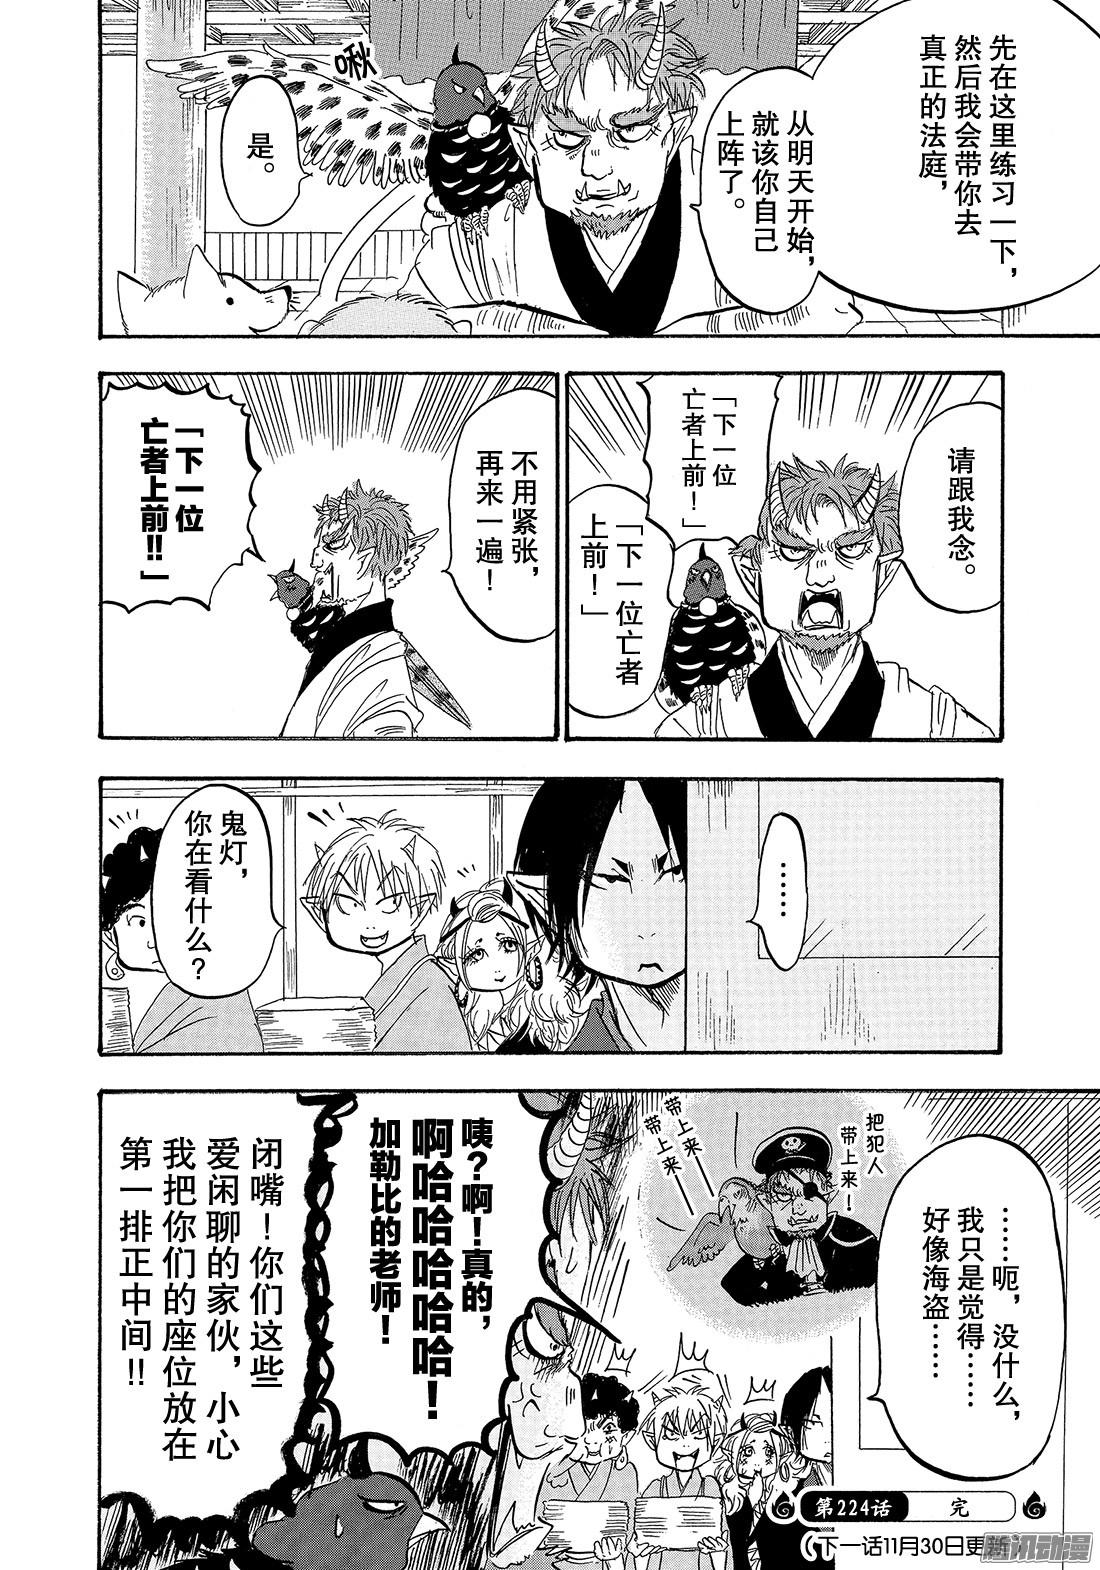 先在这里练习一下，
然后我会带你去
真正的法庭，
从明天开始，
就该你自己
上阵了。
啾
是。
请跟我念。
「下一位
亡者上前！」
「下一位亡者
上前！」
不用紧张，
再来一遍！
「下一位
亡者上前!!」
……
鬼灯，
你在看什么？
……呃，没什么，
我只是觉得……
好像海盗……
把犯人
带上来！
带上来——
带上来——
咦？啊！真的，
啊哈哈哈哈哈！
加勒比的老师！
闭嘴！你们这些
爱闲聊的家伙，小心
我把你们的座位放在
第一排正中间!!
第224话 完
（下一话11月30日更新）
腾讯动漫